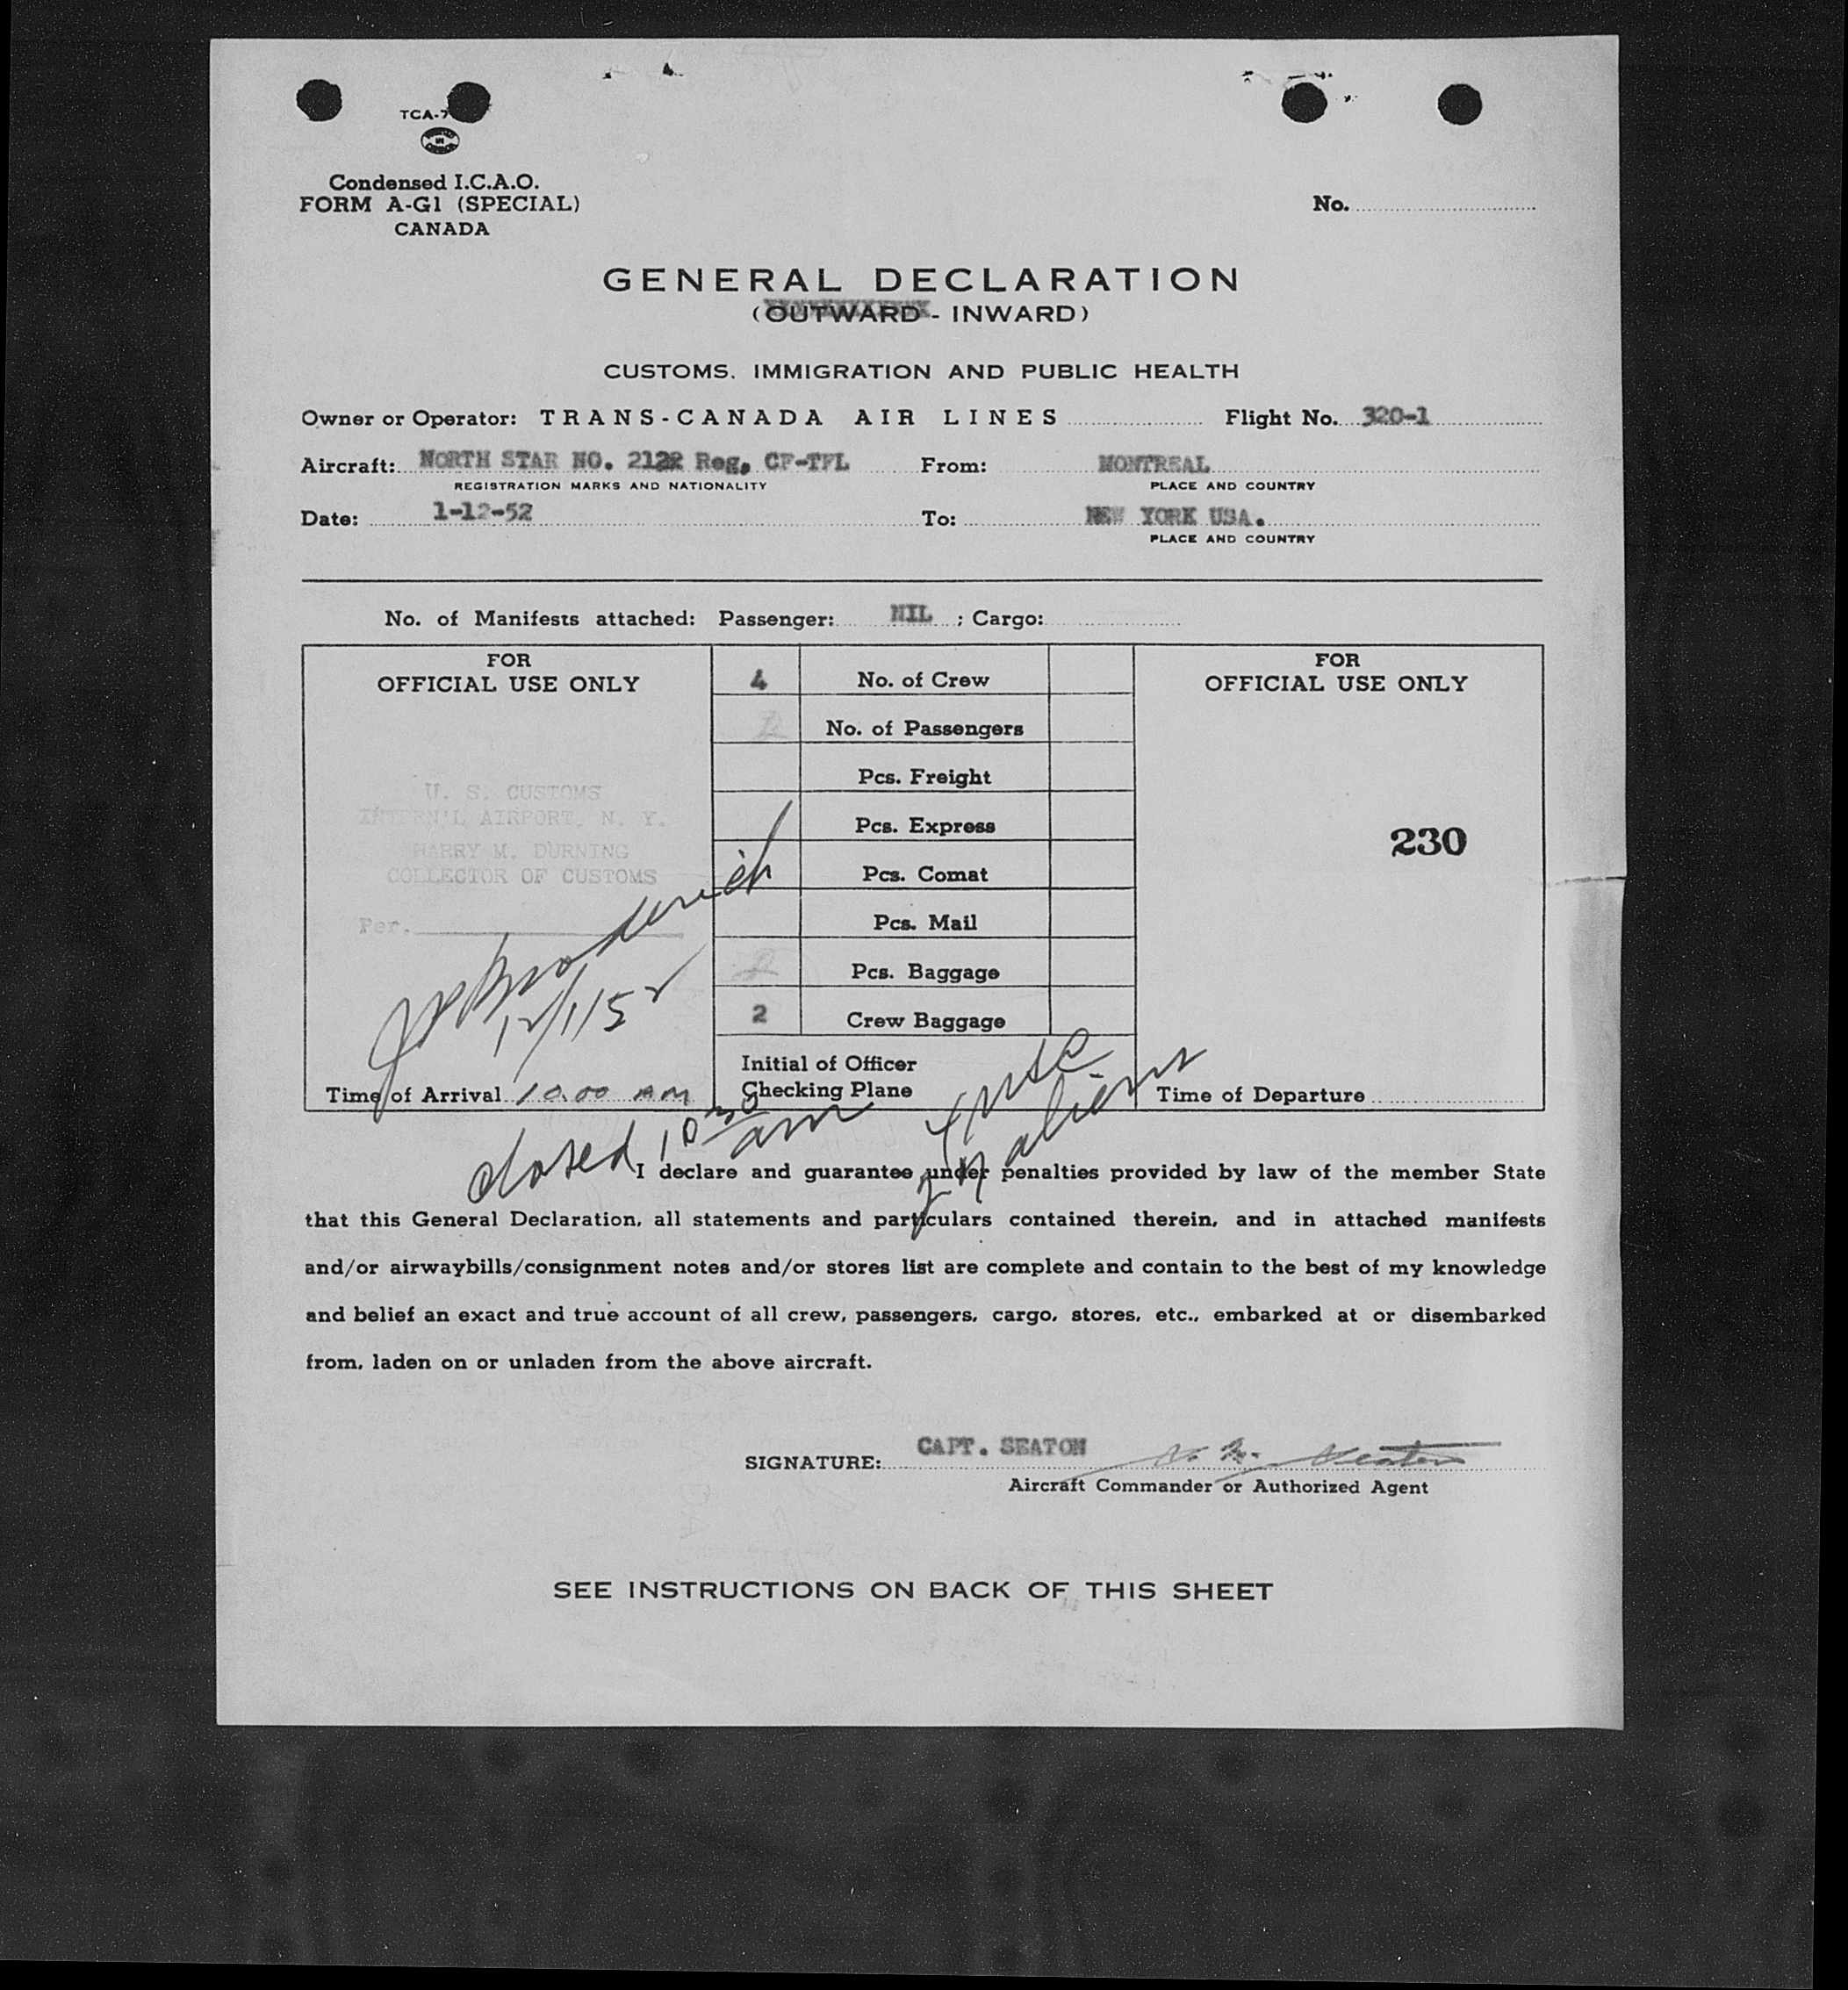 TCA-7
Condensed I.C.A.O.
FORM A-G1 (SPECIAL)
CANADA
No.
GENERAL DECLARATION
(OUTWARD - INWARD)
CUSTOMS, IMMIGRATION AND PUBLIC HEALTH
Owner or Operator: TRANS-CANADA AIR LINES Flight No. 320-1
Aircraft: NORTH STAR NO. 2122 Reg. CF-TFL From: MONTREAL
REGISTRATION MARKS AND NATIONALITY PLACE AND COUNTRY
Date: 1-12-52 To: NEW YORK USA.
PLACE AND COUNTRY
No. of Manifests attached: Passenger: NIL ; Cargo:
FOR
OFFICIAL USE ONLY
U. S. CUSTOMS
INTERN'L AIRPORT, N. Y.
HARRY M. DURNING
COLLECTOR OF CUSTOMS
Per.
12/1/52
Time of Arrival 10.00 AM
4 No. of Crew
No. of Passengers
Pcs. Freight
Pcs. Express
Pcs. Comat
Pcs. Mail
Pcs. Baggage
2 Crew Baggage
Initial of Officer
Checking Plane
FOR
OFFICIAL USE ONLY
230
Time of Departure
closed 10 30 am
aliens
I declare and guarantee under penalties provided by law of the member State
that this General Declaration, all statements and particulars contained therein, and in attached manifests
and/or airwaybills/consignment notes and/or stores list are complete and contain to the best of my knowledge
and belief an exact and true account of all crew, passengers, cargo, stores, etc., embarked at or disembarked
from, laden on or unladen from the above aircraft.
SIGNATURE: CAPT. SEATON
Aircraft Commander or Authorized Agent
SEE INSTRUCTIONS ON BACK OF THIS SHEET